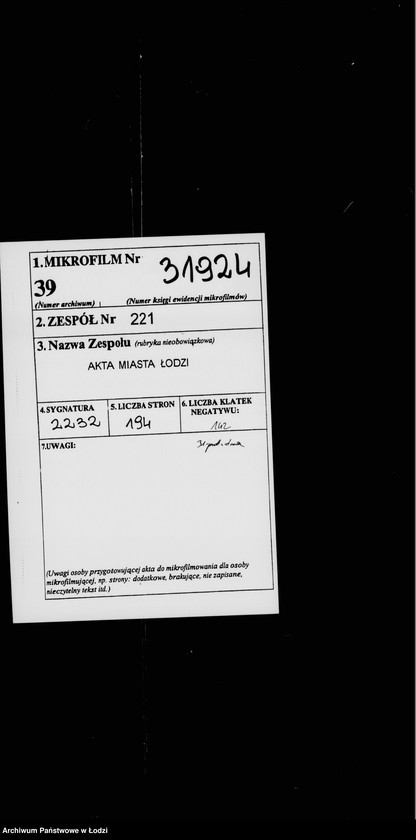 1.MIKROFILM Nr 31924
39
(Numer archiwum) (Numer księgi ewidencji mikrofilmów)
2. ZESPÓŁ Nr 221
3. Nazwa Zespołu (rubryka nieobowiązkowa)
AKTA MIASTA ŁODZI
4.SYGNATURA 5.LICZBA STRON 6. LICZBA KLATEK NEGATYWU:
2232 194 142
7.UWAGI:
(Uwagi osoby przygotowującej akta do mikrofilmowania dla osoby
mikrofilmującej, np. strony: dodatkowe, brakujące, nie zapisane,
nieczytelny tekst itd.)
Archiwum Państwowe w Łodzi